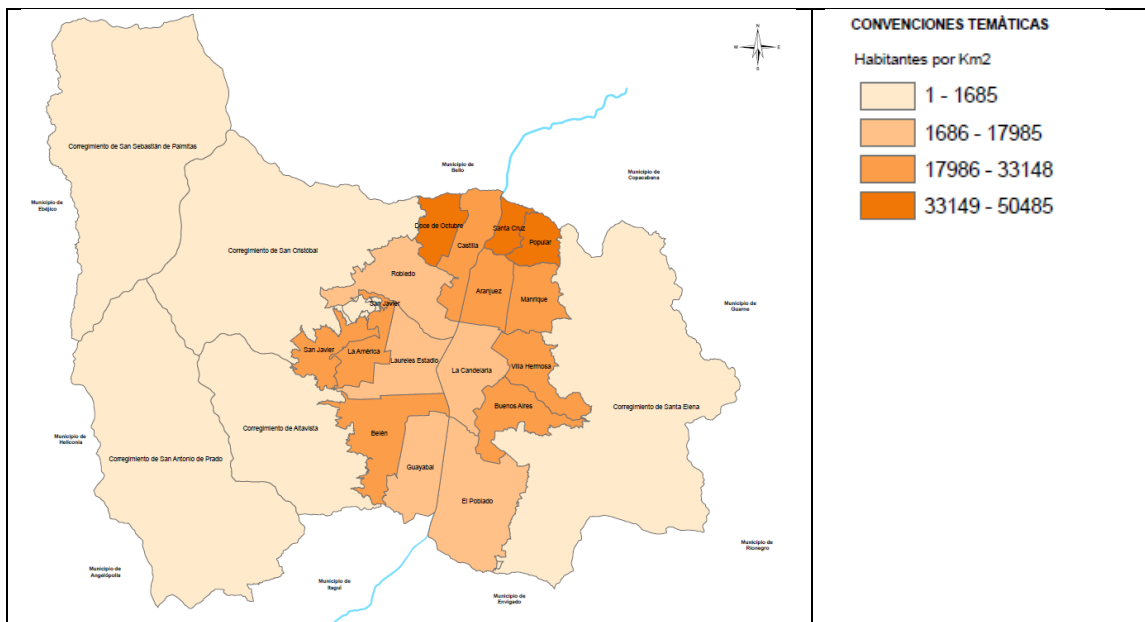 CONVENCIONES TEMÀTICAS
Habitantes por Km2
1 - 1685
1686 - 17985
17986 - 33148
33149 - 50485
N
W
E
S
Corregimiento de San Sebastián de Palmitas
Municipio de
Bello
Municipio de
Copacabana
Municipio de
Ebéjico
Doce de Octubre
Santa Cruz
Castilla
Popular
Corregimiento de San Cristóbal
Robledo
Aranjuez
Manrique
San Javier
Municipio de
Guarne
San Javier
La América
Laureles Estadio
La Candelaria
Villa Hermosa
Buenos Aires
Corregimiento de Santa Elena
Corregimiento de Altavista
Belén
Municipio de
Heliconia
Corregimiento de San Antonio de Prado
Guayabal
El Poblado
Municipio de
Rionegro
Municipio de
Angelópolis
Municipio de
Itagüí
Municipio de
Envigado